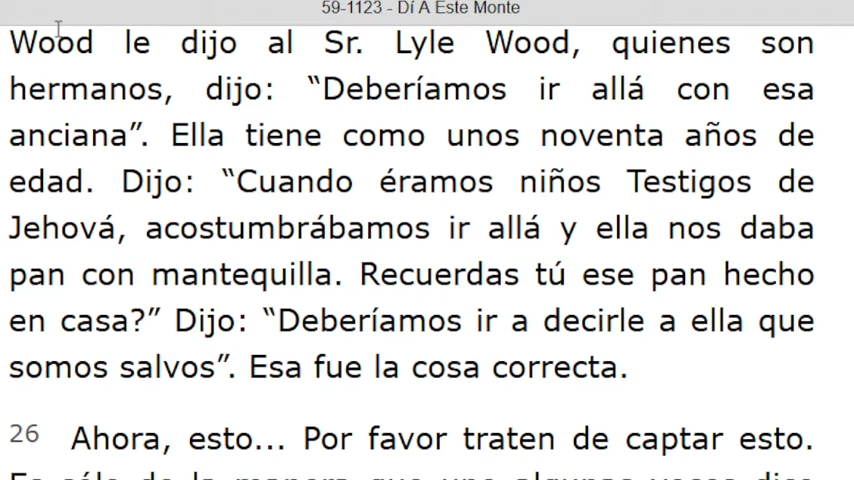 59-1123 - Dí A Este Monte
Wood le dijo al Sr. Lyle Wood, quienes son
hermanos, dijo: “Deberíamos ir allá con esa
anciana”. Ella tiene como unos noventa años de
edad. Dijo: “Cuando éramos niños Testigos de
Jehová, acostumbrábamos ir allá y ella nos daba
pan con mantequilla. Recuerdas tú ese pan hecho
en casa?” Dijo: “Deberíamos ir a decirle a ella que
somos salvos”. Esa fue la cosa correcta.
26 Ahora, esto... Por favor traten de captar esto.